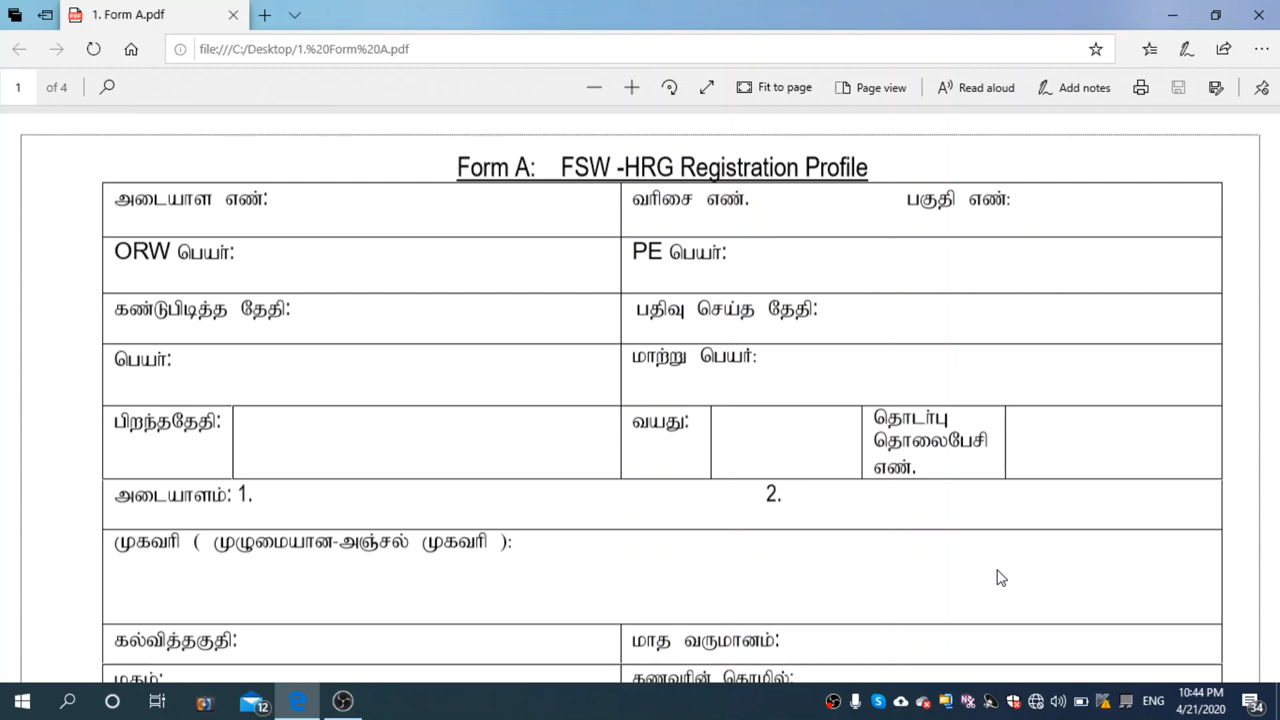 1. Form A.pdf
file:///C:/Desktop/1.%20Form%20A.pdf
1 of 4 Fit to page Page view Read aloud Add notes
Form A: FSW -HRG Registration Profile
அடையாள எண்: வரிசை எண். பகுதி எண்:
ORW பெயர்: PE பெயர்:
கண்டுபிடித்த தேதி: பதிவு செய்த தேதி:
பெயர்: மாற்று பெயர்:
பிறந்ததேதி: வயது: தொடர்பு
தொலைபேசி
எண்.
அடையாளம்: 1. 2.
முகவரி ( முழுமையான-அஞ்சல் முகவரி ):
கல்வித்தகுதி: மாத வருமானம்:
கணவரின் தொழில்:
12 ENG 10:44 PM
4/21/2020 34